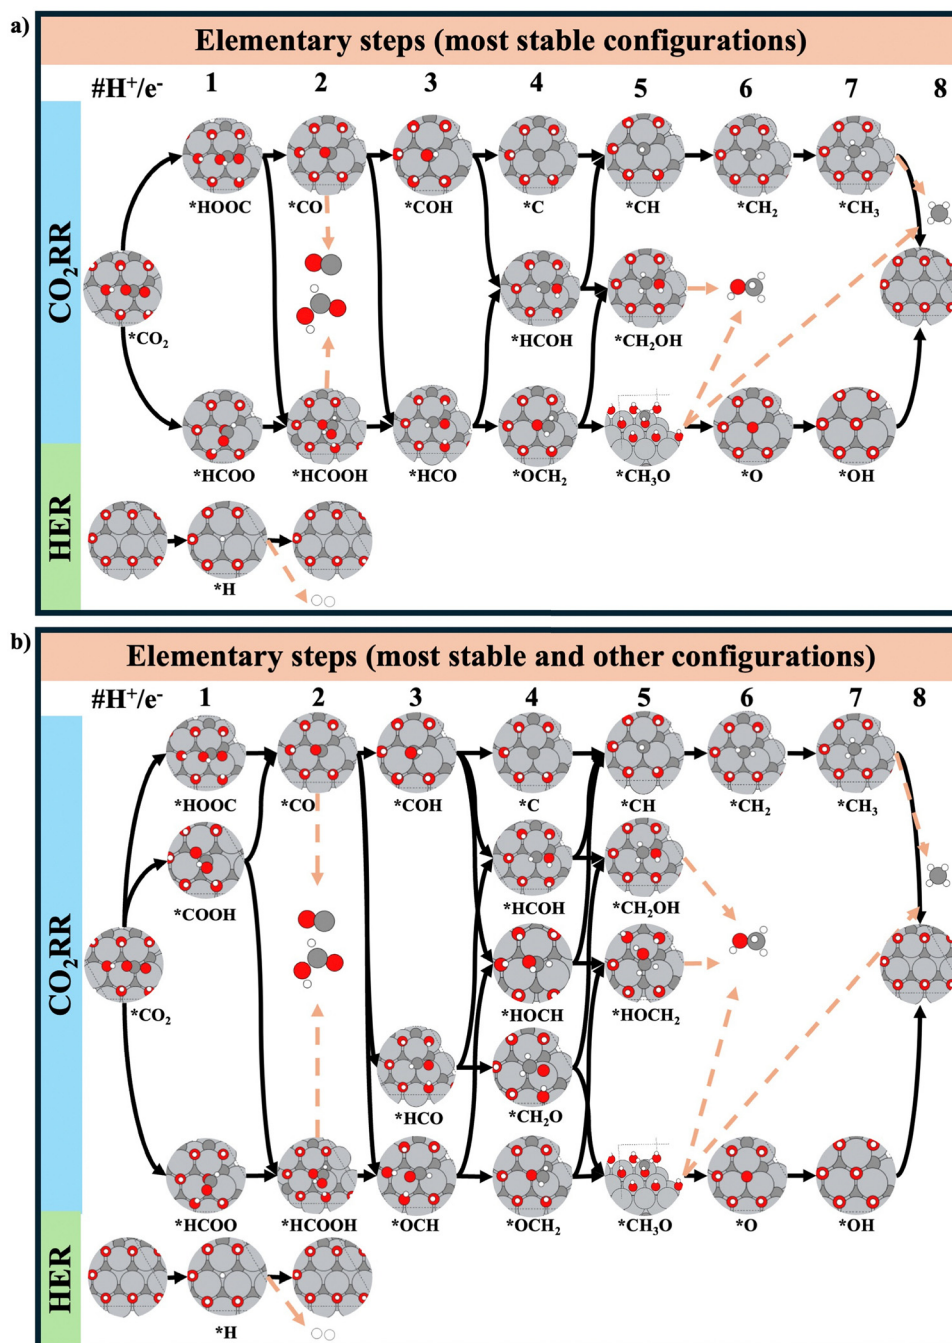 a)
Elementary steps (most stable configurations)
#H⁺/e⁻ 1 2 3 4 5 6 7 8
CO₂RR
*HOOC *CO *COH *C *CH *CH₂ *CH₃
*CO₂ *HCOH *CH₂OH
*HCOO *HCOOH *HCO *OCH₂ *CH₃O *O *OH
HER
*H
b)
Elementary steps (most stable and other configurations)
#H⁺/e⁻ 1 2 3 4 5 6 7 8
CO₂RR
*HOOC *CO *COH *C *CH *CH₂ *CH₃
*COOH *HCOH *CH₂OH
*CO₂ *HOCH *HOCH₂
*HCO *CH₂O
*HCOO *HCOOH *OCH *OCH₂ *CH₃O *O *OH
HER
*H